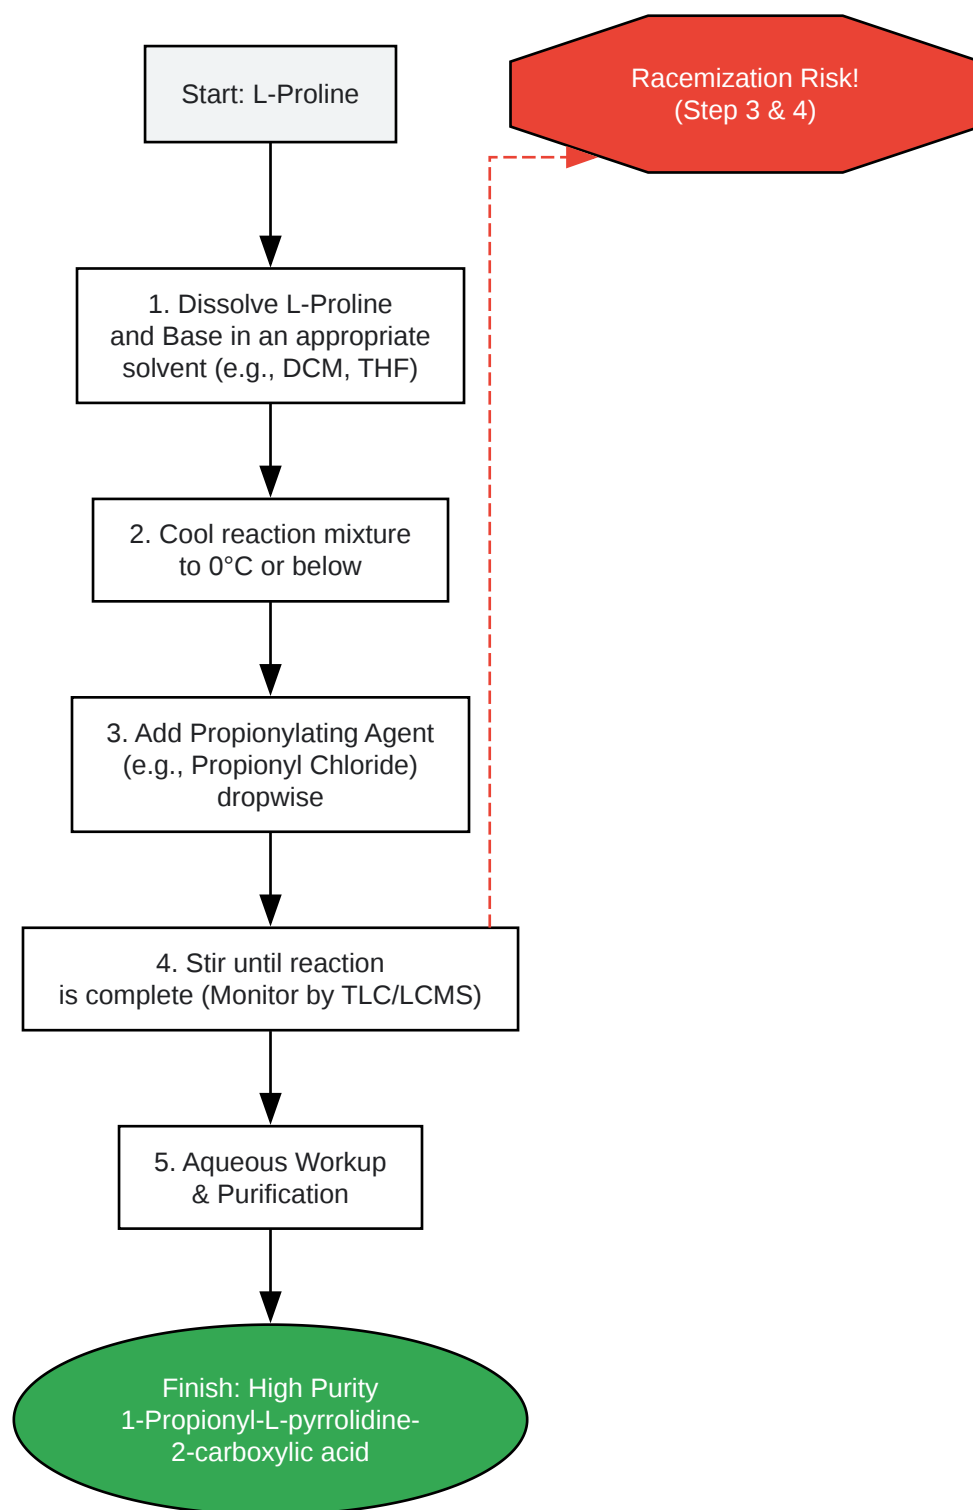 Start: L-Proline
Racemization Risk!
(Step 3 & 4)
1. Dissolve L-Proline
and Base in an appropriate
solvent (e.g., DCM, THF)
2. Cool reaction mixture
to 0°C or below
3. Add Propionylating Agent
(e.g., Propionyl Chloride)
dropwise
4. Stir until reaction
is complete (Monitor by TLC/LCMS)
5. Aqueous Workup
& Purification
Finish: High Purity
1-Propionyl-L-pyrrolidine-
2-carboxylic acid